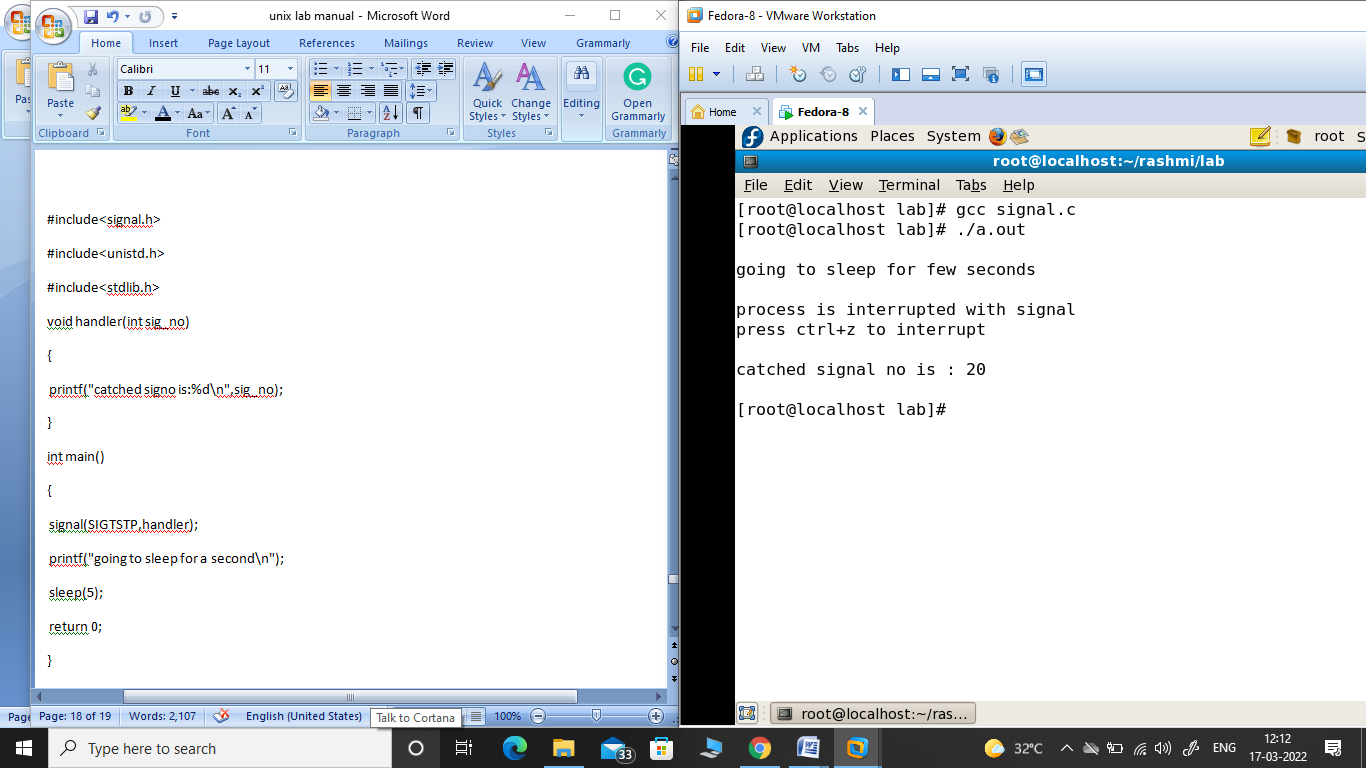 unix lab manual - Microsoft Word
Home Insert Page Layout References Mailings Review View Grammarly
Paste
Clipboard
Calibri 11
B I U abc x₂ x²
Aa A A
Font
Paragraph
Quick Styles
Change Styles
Styles
Editing
Open Grammarly
Grammarly
#include<signal.h>
#include<unistd.h>
#include<stdlib.h>
void handler(int sig_no)
{
printf("catched signo is:%d\n",sig_no);
}
int main()
{
signal(SIGTSTP,handler);
printf("going to sleep for a second\n");
sleep(5);
return 0;
}
Page: 18 of 19 Words: 2,107 English (United States) 100%
Talk to Cortana
Fedora-8 - VMware Workstation
File Edit View VM Tabs Help
Home Fedora-8
Applications Places System root S
root@localhost:~/rashmi/lab
File Edit View Terminal Tabs Help
[root@localhost lab]# gcc signal.c
[root@localhost lab]# ./a.out
going to sleep for few seconds
process is interrupted with signal
press ctrl+z to interrupt
catched signal no is : 20
[root@localhost lab]#
root@localhost:~/ras...
Type here to search
33
32°C
ENG
12:12
17-03-2022